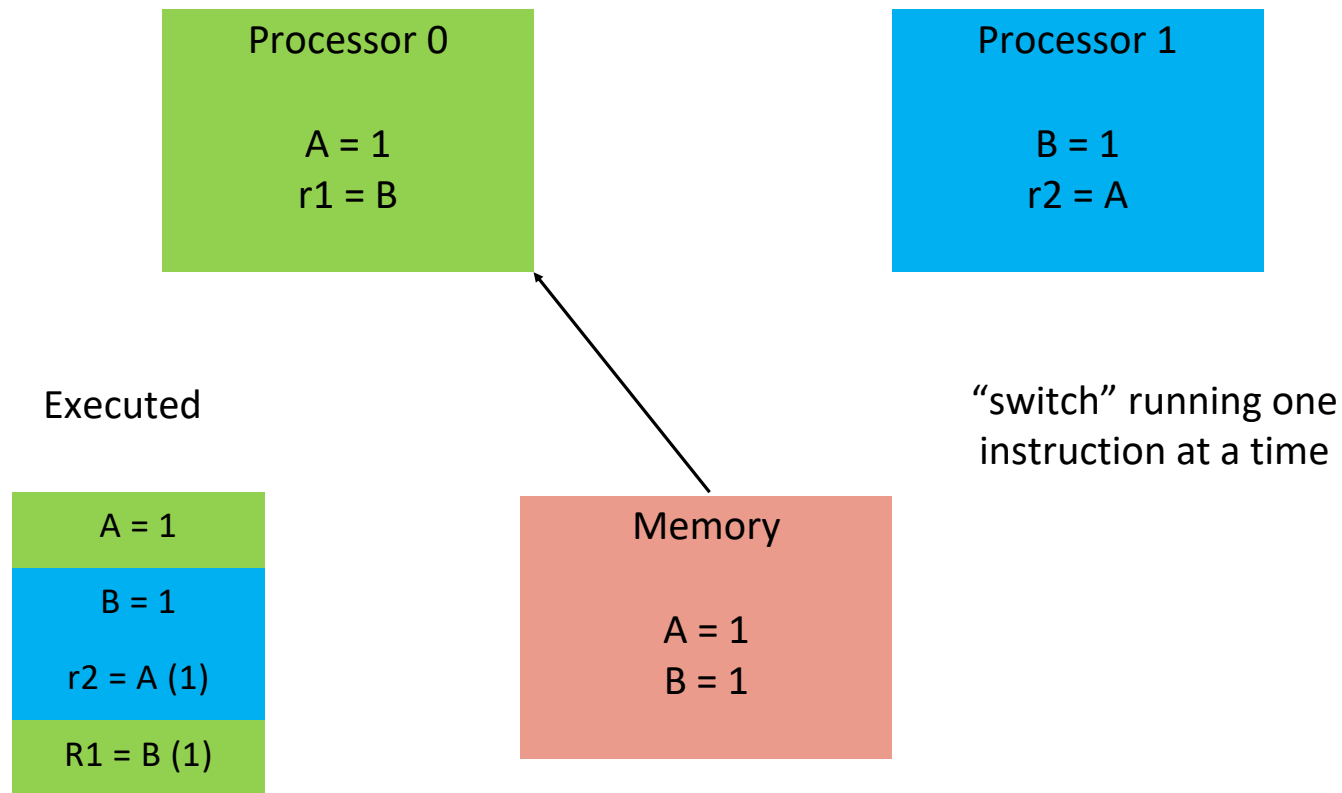 Processor 0
A = 1
r1 = B
Processor 1
B = 1
r2 = A
Executed
“switch” running one
instruction at a time
A = 1
B = 1
r2 = A (1)
R1 = B (1)
Memory
A = 1
B = 1